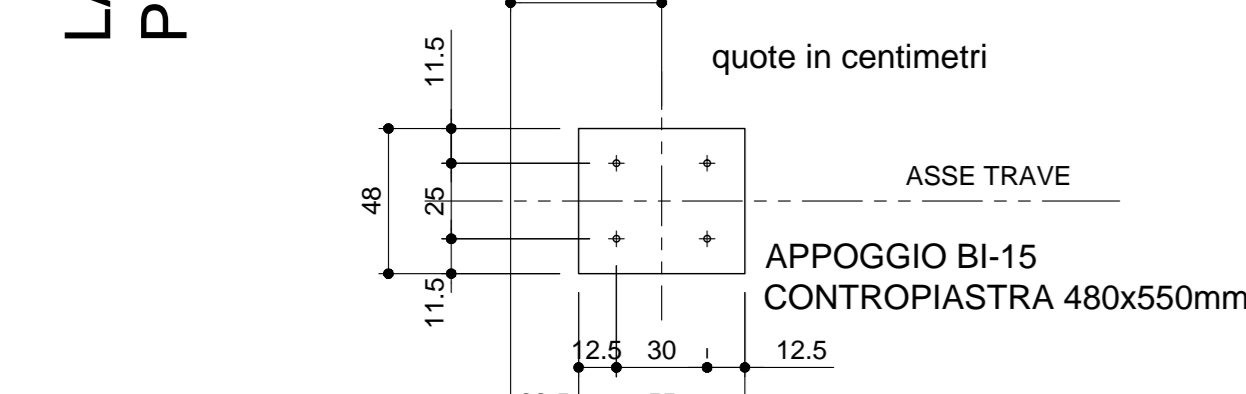 11.5
quote in centimetri
ASSE TRAVE
48
25
APPOGGIO BI-15
CONTROPIASTRA 480x550mm
11.5
12.5 30 12.5